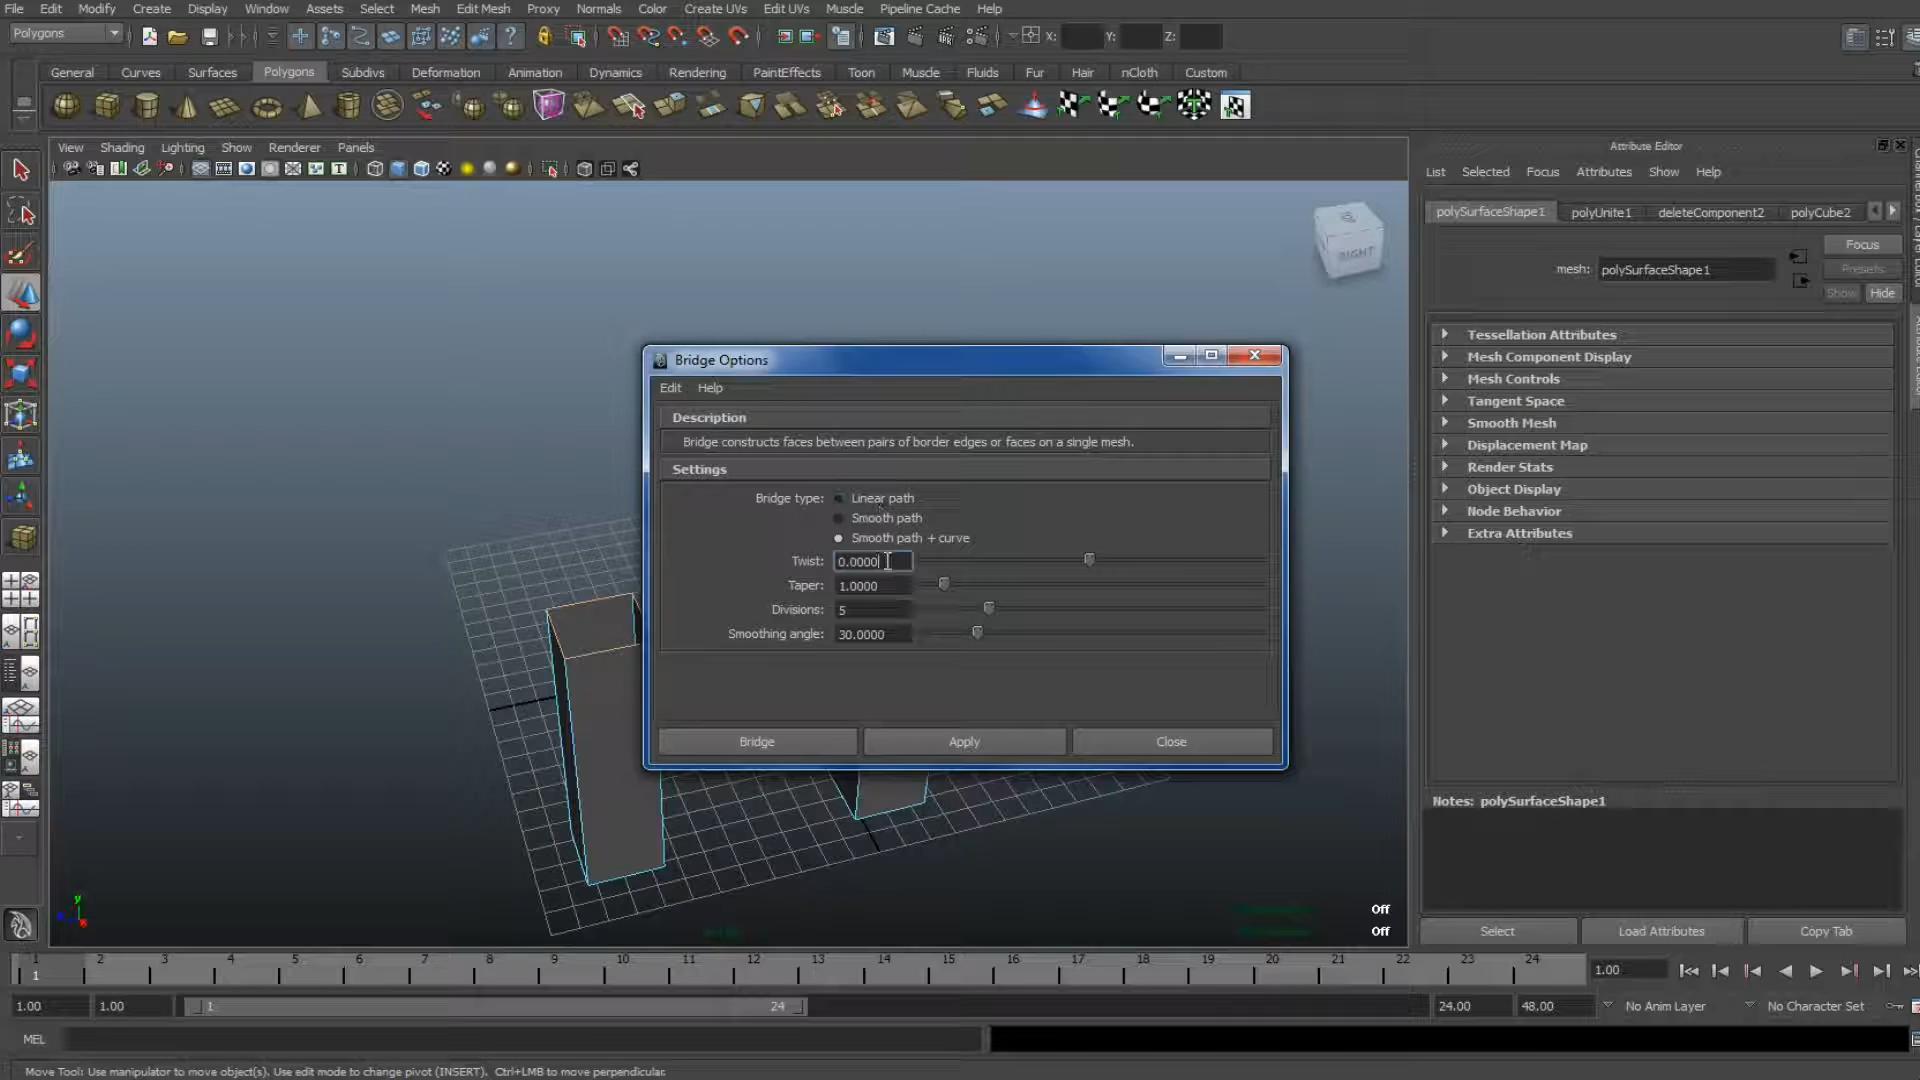 File Edit Modify Create Display Window Assets Select Mesh Edit Mesh Proxy Normals Color Create UVs Edit UVs Muscle Pipeline Cache Help
Polygons X: Y: Z:
General Curves Surfaces Polygons Subdivs Deformation Animation Dynamics Rendering PaintEffects Toon Muscle Fluids Fur Hair nCloth Custom
View Shading Lighting Show Renderer Panels
RIGHT
Attribute Editor
List Selected Focus Attributes Show Help
polySurfaceShape1 polyUnite1 deleteComponent2 polyCube2
Focus
mesh: polySurfaceShape1
Presets
Show Hide
Tessellation Attributes
Mesh Component Display
Mesh Controls
Tangent Space
Smooth Mesh
Displacement Map
Render Stats
Object Display
Node Behavior
Extra Attributes
Notes: polySurfaceShape1
Select Load Attributes Copy Tab
Bridge Options
Edit Help
Description
Bridge constructs faces between pairs of border edges or faces on a single mesh.
Settings
Bridge type: Linear path
Smooth path
Smooth path + curve
Twist: 0.0000
Taper: 1.0000
Divisions: 5
Smoothing angle: 30.0000
Bridge Apply Close
y
Off
Off
1 2 3 4 5 6 7 8 9 10 11 12 13 14 15 16 17 18 19 20 21 22 23 24
1 1.00
1.00 1.00 1 24 24.00 48.00 No Anim Layer No Character Set
MEL
Move Tool: Use manipulator to move object(s). Use edit mode to change pivot (INSERT). Ctrl+LMB to move perpendicular.